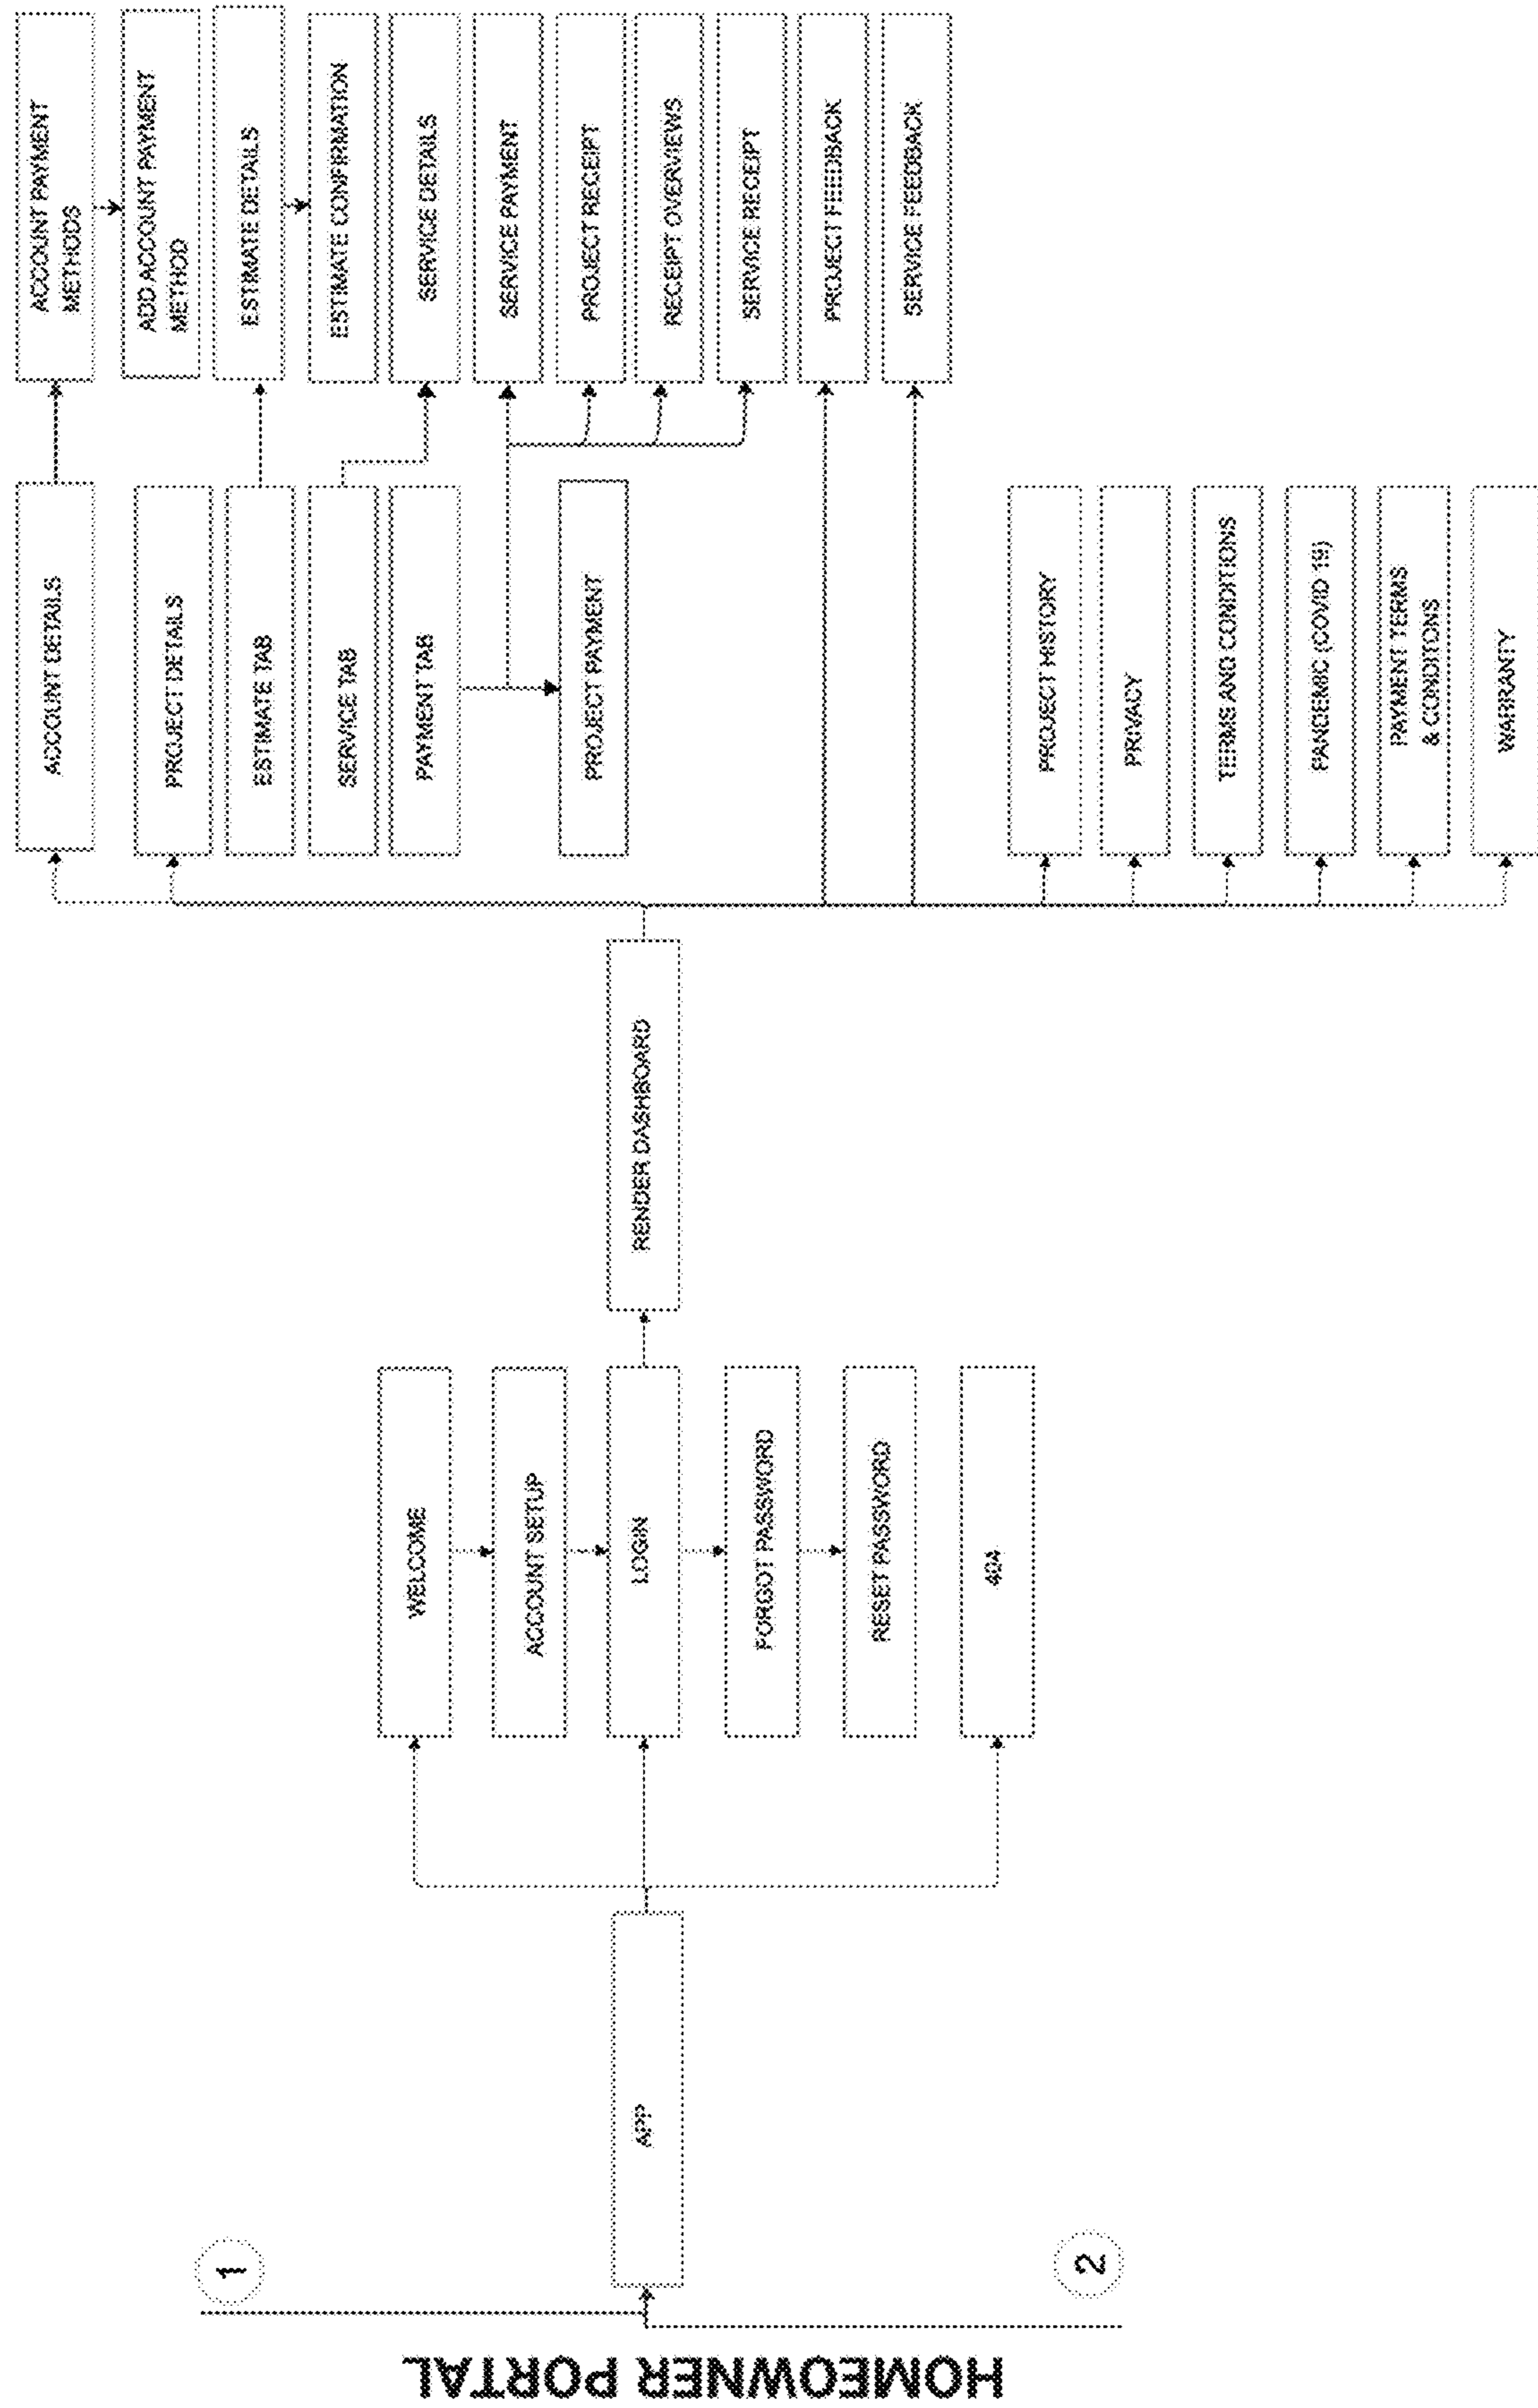 HOMEOWNER PORTAL
1
2
APP
WELCOME
ACCOUNT SETUP
LOGIN
FORGOT PASSWORD
RESET PASSWORD
404
RENDER DASHBOARD
ACCOUNT DETAILS
PROJECT DETAILS
ESTIMATE TAB
SERVICE TAB
PAYMENT TAB
PROJECT PAYMENT
PROJECT HISTORY
PRIVACY
TERMS AND CONDITIONS
PANDEMIC (COVID 19)
PAYMENT TERMS
& CONDITONS
WARRANTY
ACCOUNT PAYMENT
METHODS
ADD ACCOUNT PAYMENT
METHOD
ESTIMATE DETAILS
ESTIMATE CONFIRMATION
SERVICE DETAILS
SERVICE PAYMENT
PROJECT RECEIPT
RECEIPT OVERVIEWS
SERVICE RECEIPT
PROJECT FEEDBACK
SERVICE FEEDBACK